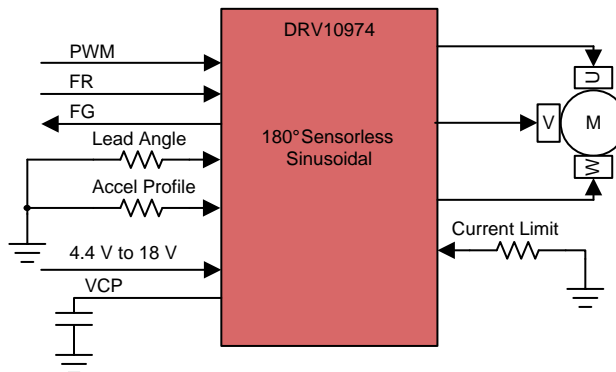 DRV10974
PWM
FR
FG
Lead Angle
Accel Profile
4.4 V to 18 V
VCP
180°Sensorless
Sinusoidal
U
V
M
W
Current Limit